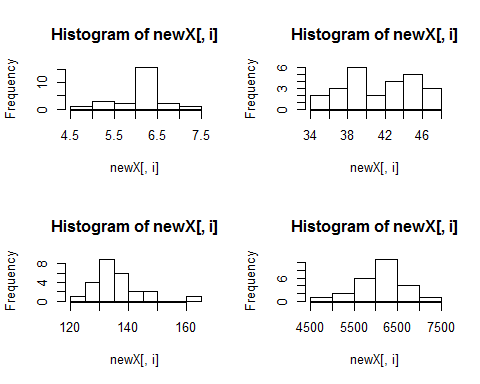 Histogram of newX[, i]
Frequency
0 10
4.5 5.5 6.5 7.5
newX[, i]
Histogram of newX[, i]
Frequency
0 3 6
34 38 42 46
newX[, i]
Histogram of newX[, i]
Frequency
0 4 8
120 140 160
newX[, i]
Histogram of newX[, i]
Frequency
0 6
4500 5500 6500 7500
newX[, i]